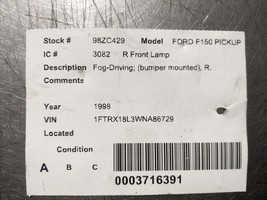 Stock # 98ZC429 Model FORD F150 PICKUP
IC # 3082 R Front Lamp
Description Fog-Driving; (bumper mounted), R.
Comments
Year 1998
VIN 1FTRX18L3WNA86729
Located
Condition
A B C
0003716391